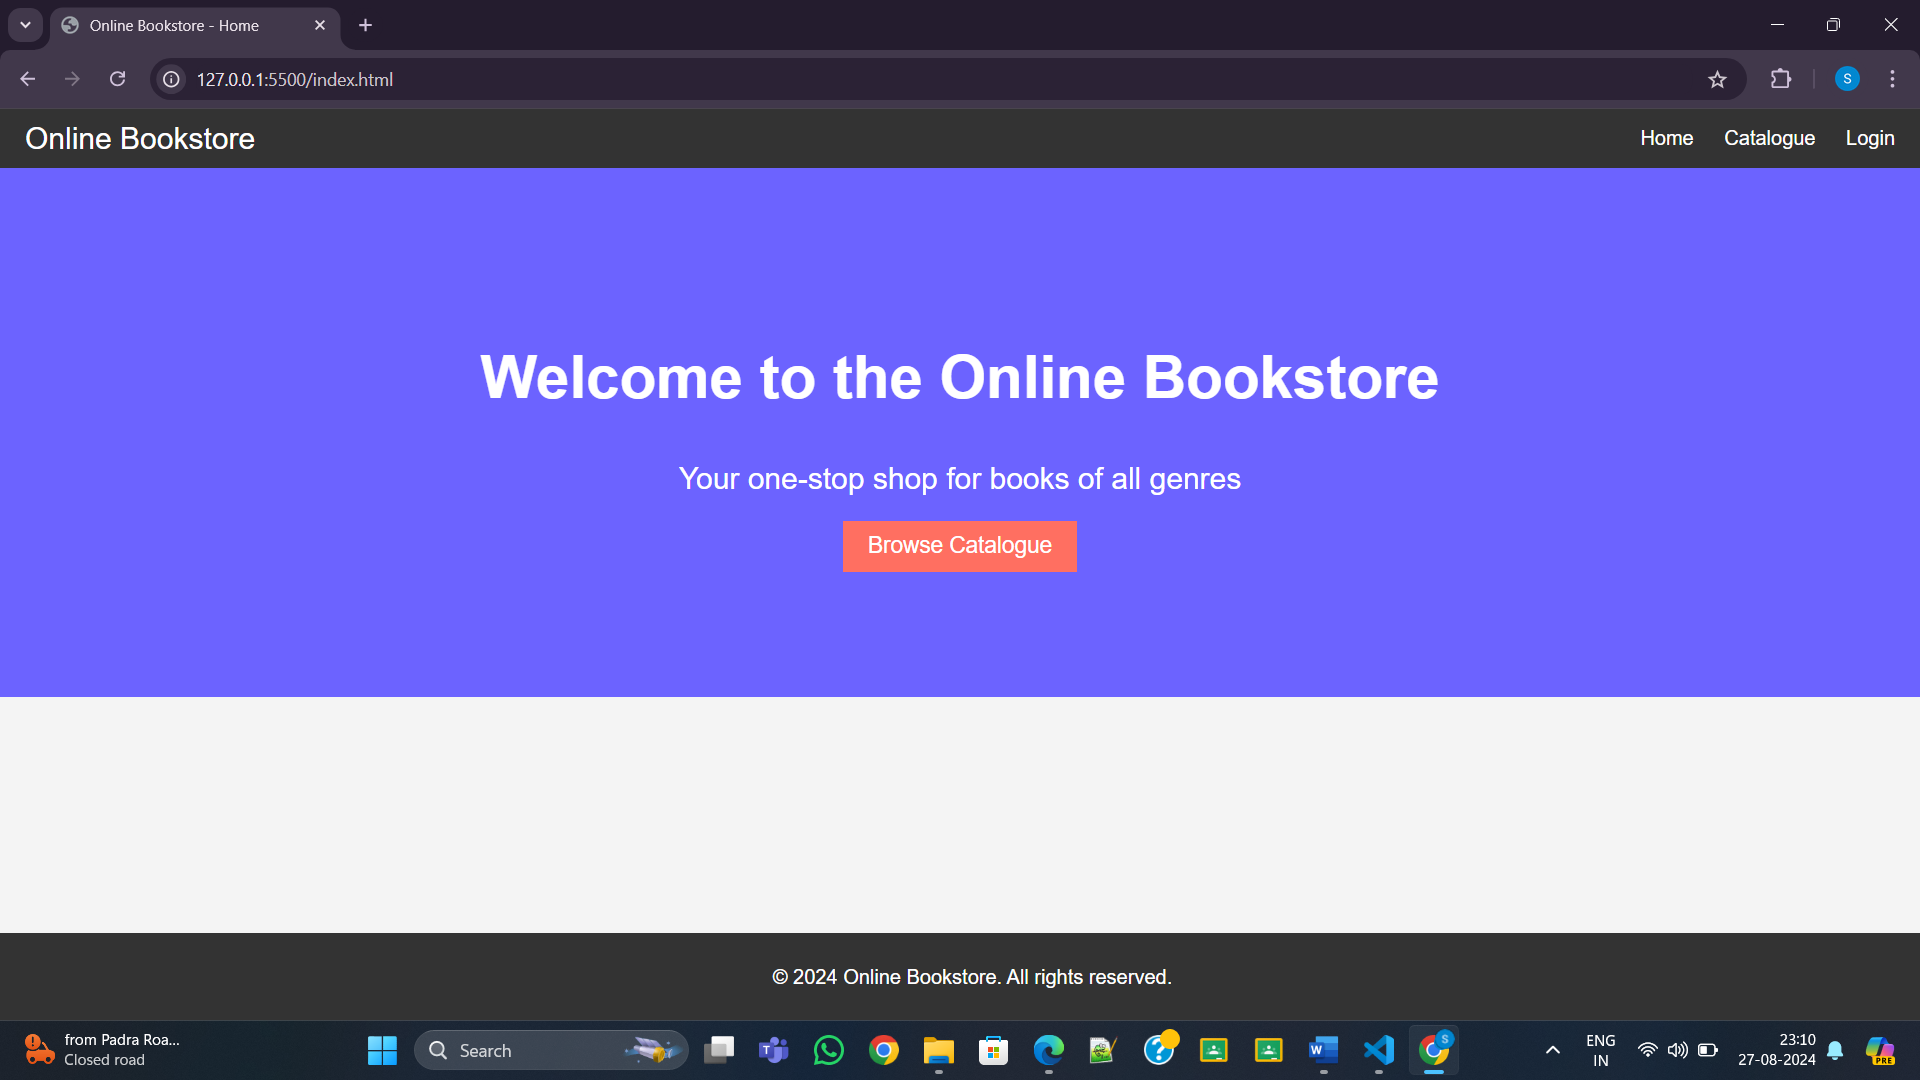 Online Bookstore - Home
127.0.0.1:5500/index.html
S
Online Bookstore
Home Catalogue Login
Welcome to the Online Bookstore
Your one-stop shop for books of all genres
Browse Catalogue
© 2024 Online Bookstore. All rights reserved.
from Padra Roa...
Closed road
Search
ENG
IN
23:10
27-08-2024
PRE